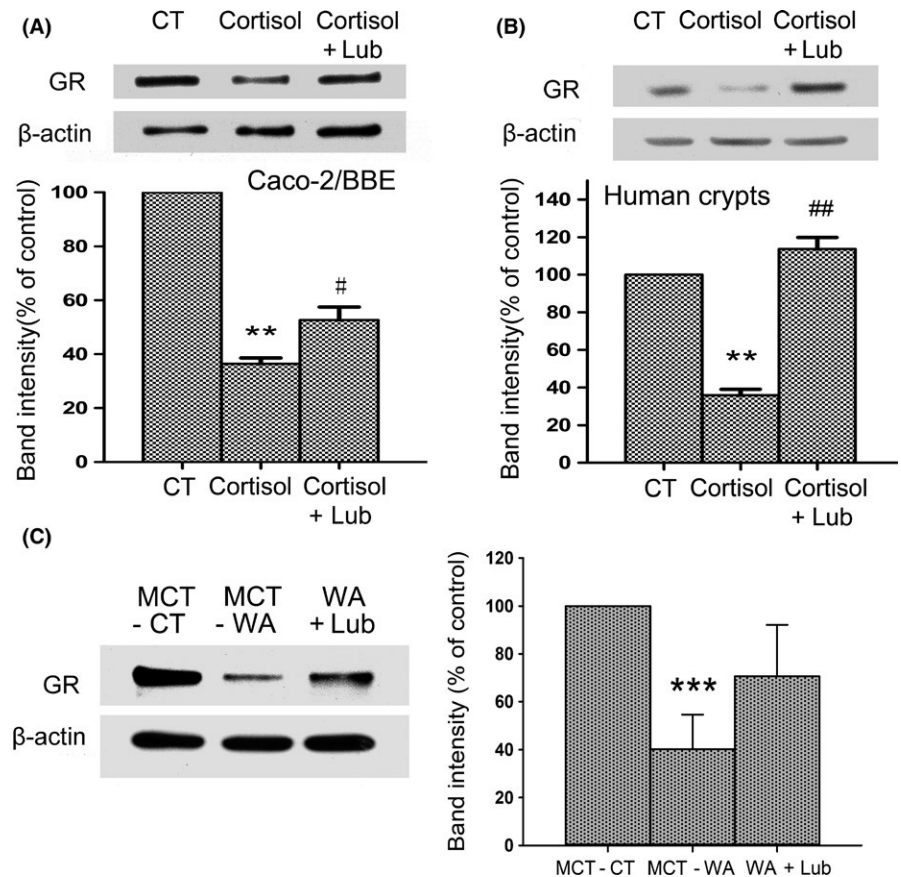 (A)
CT Cortisol Cortisol
+ Lub
GR
β-actin
Caco-2/BBE
Band intensity(% of control)
100
80
60
40
20
0
**
#
CT Cortisol Cortisol
+ Lub
(B)
CT Cortisol Cortisol
+ Lub
GR
β-actin
Human crypts
Band intensity(% of control)
140
120
100
80
60
40
20
0
**
##
CT Cortisol Cortisol
+ Lub
(C)
MCT MCT WA
- CT - WA + Lub
GR
β-actin
Band intensity (% of control)
120
100
80
60
40
20
0
***
MCT - CT MCT - WA WA + Lub